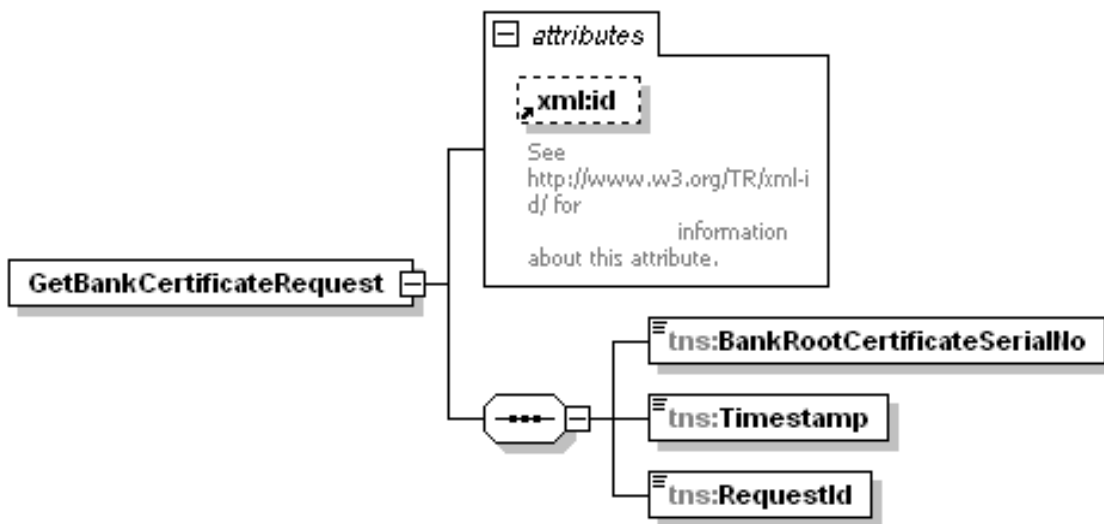 attributes
xml:id
See
http://www.w3.org/TR/xml-i
d/ for
information
about this attribute.
GetBankCertificateRequest
tns:BankRootCertificateSerialNo
tns:Timestamp
tns:RequestId